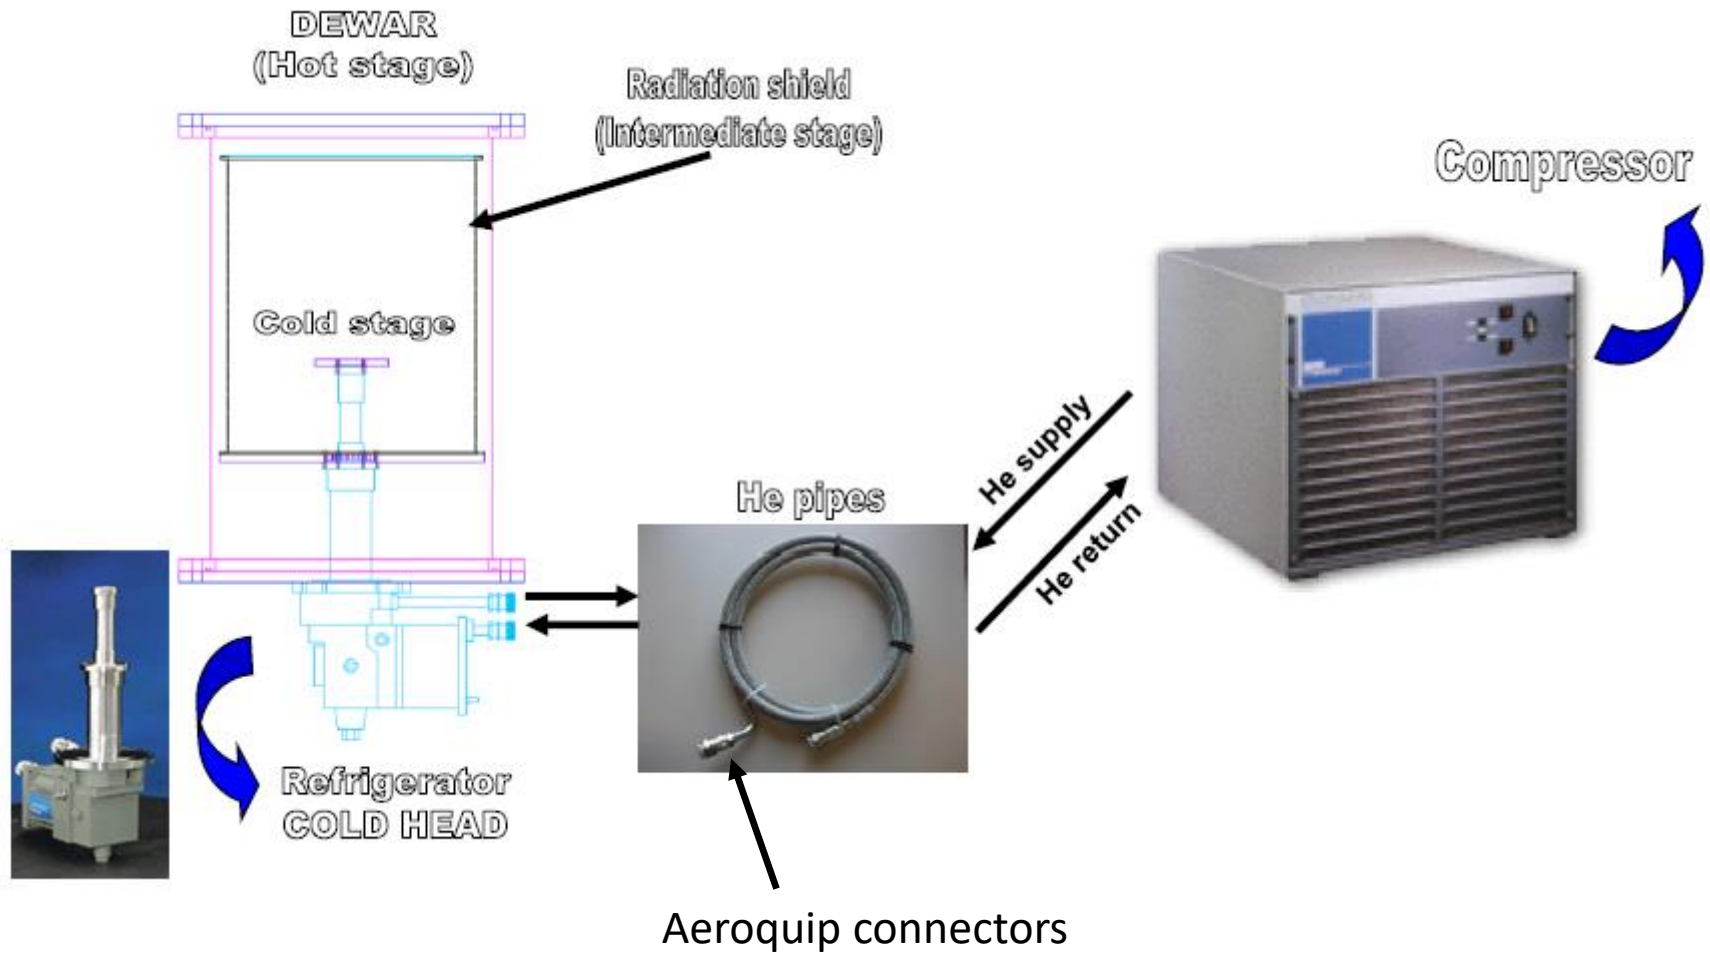 DEWAR
(Hot stage)
Radiation shield
(Intermediate stage)
Compressor
Cold stage
He supply
He pipes
He return
Refrigerator
COLD HEAD
Aeroquip connectors